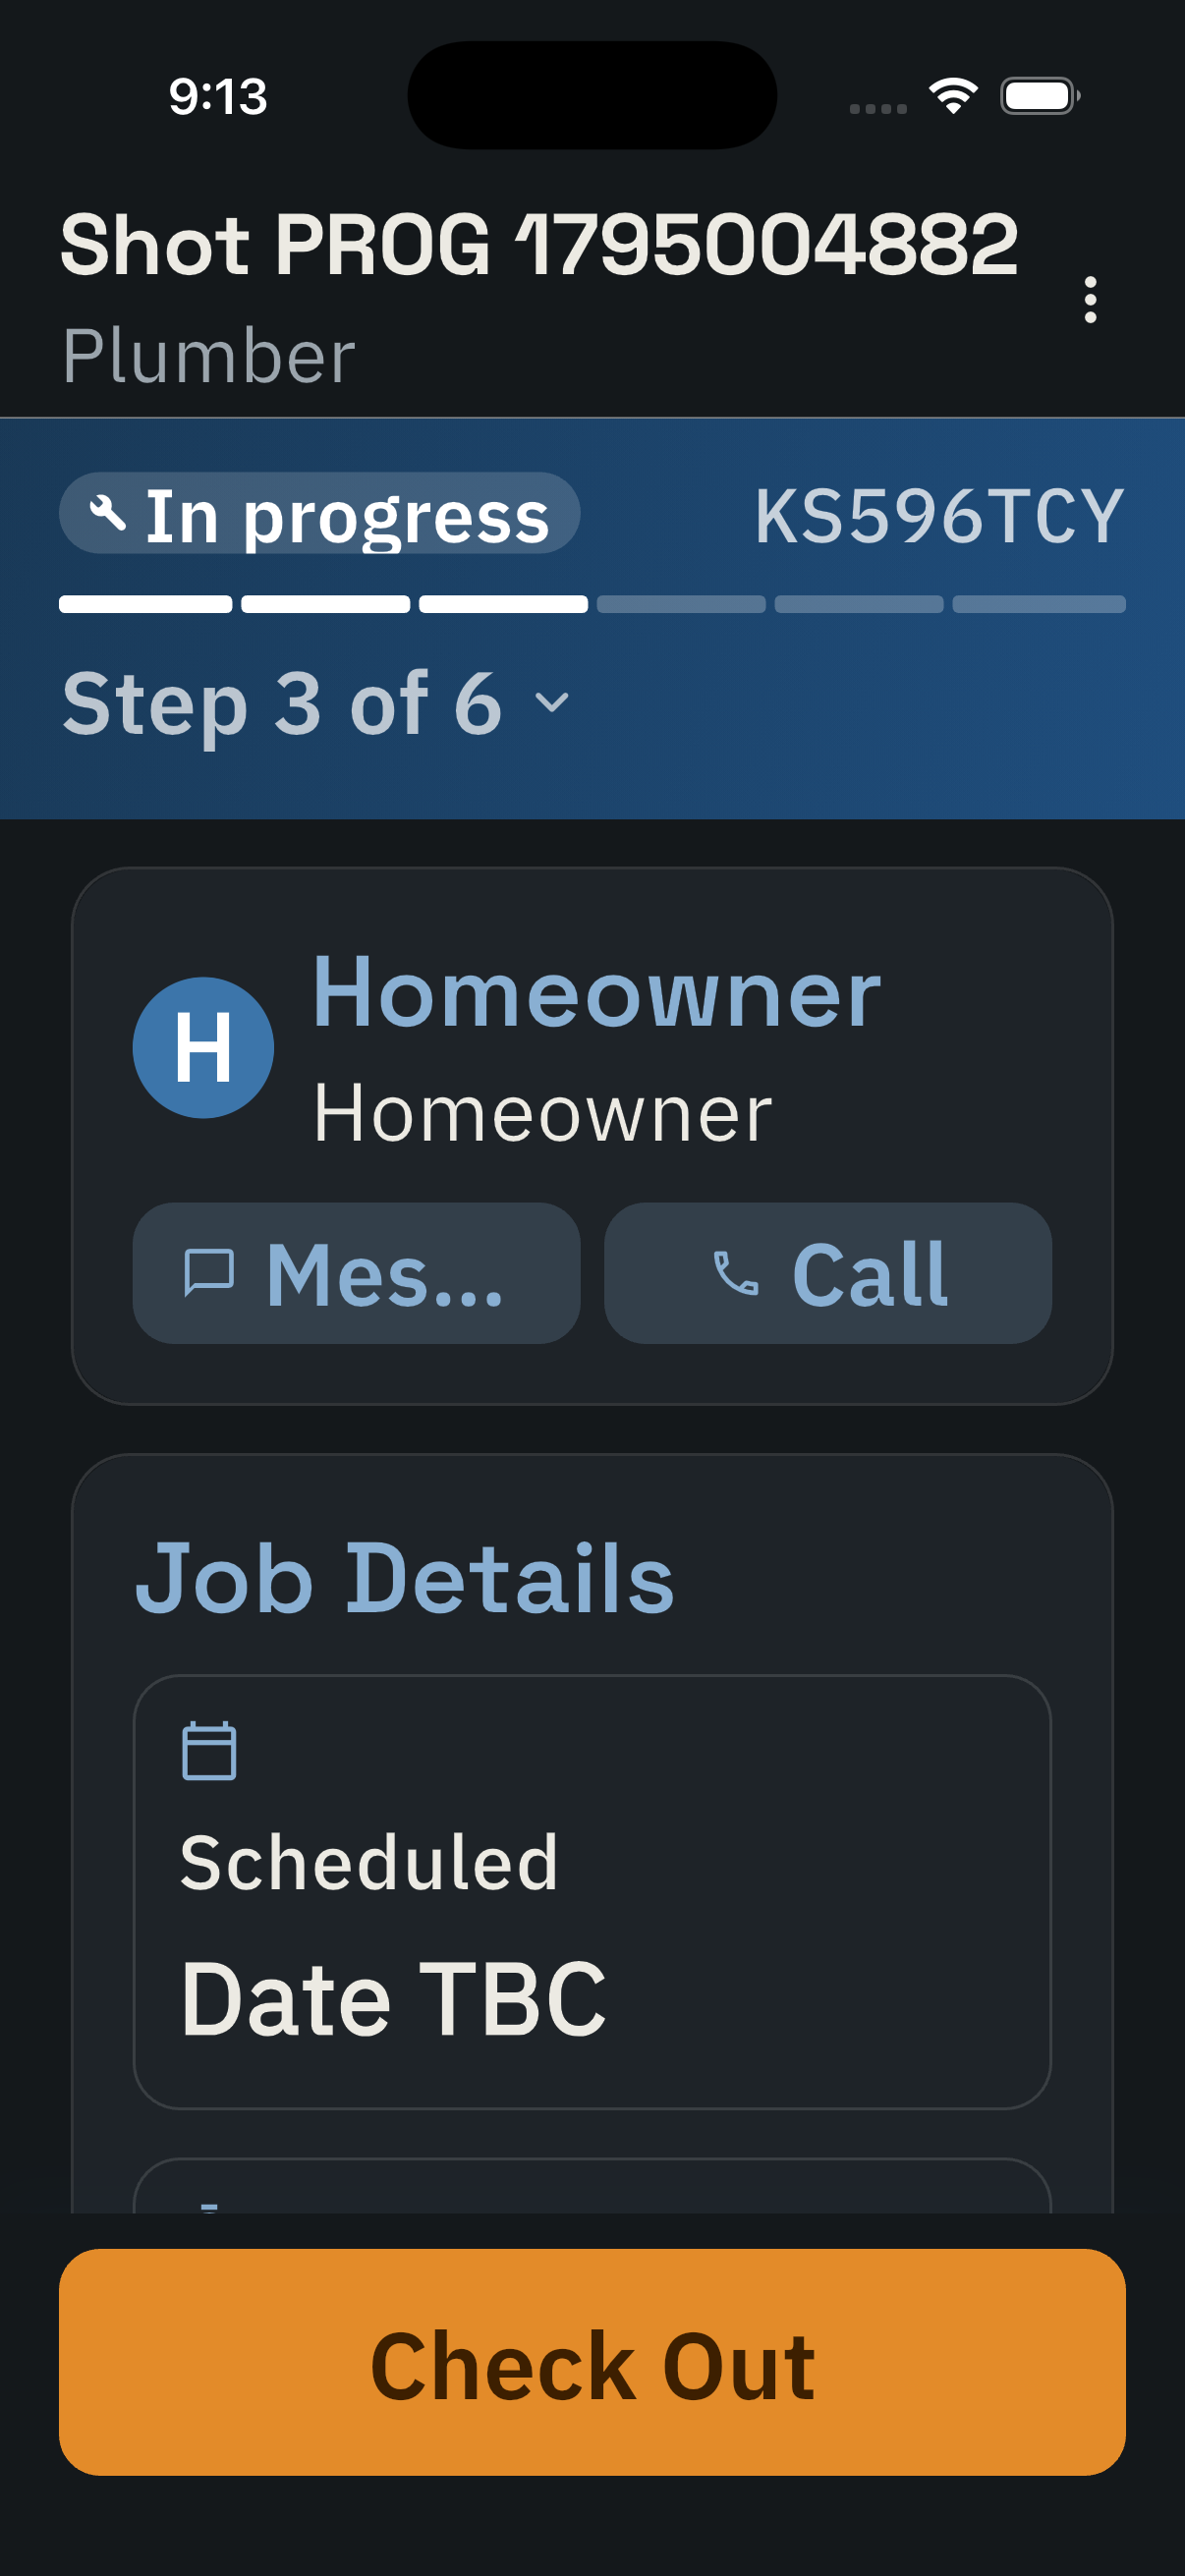 9:13
Shot PROG 1795004882
Plumber
In progress
KS596TCY
Step 3 of 6
H
Homeowner
Homeowner
Mes...
Call
Job Details
Scheduled
Date TBC
Check Out